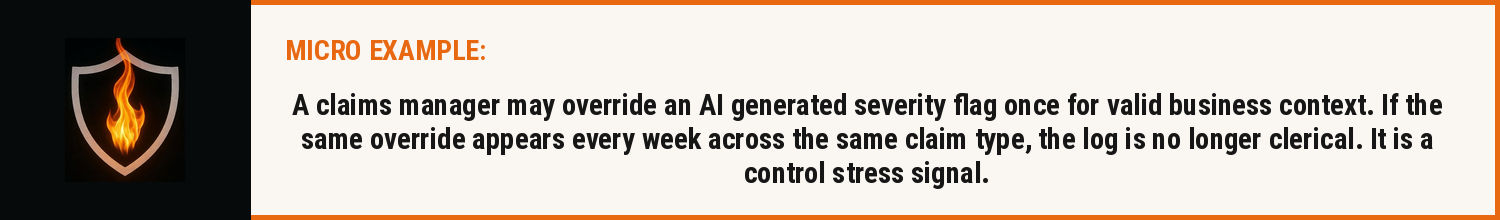 MICRO EXAMPLE:
A claims manager may override an AI generated severity flag once for valid business context. If the
same override appears every week across the same claim type, the log is no longer clerical. It is a
control stress signal.